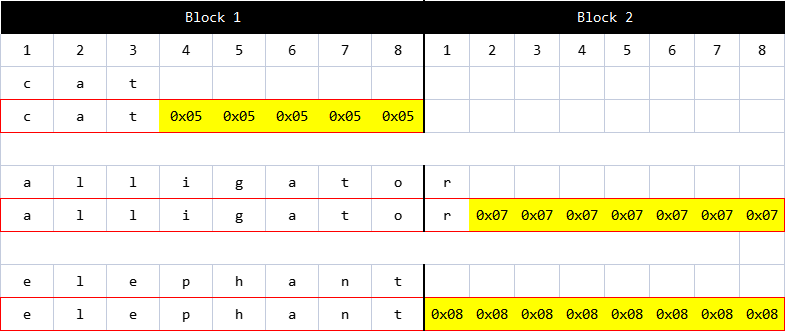 Block 1 Block 2
1 2 3 4 5 6 7 8 1 2 3 4 5 6 7 8
c a t
c a t 0x05 0x05 0x05 0x05 0x05
a l l i g a t o r
a l l i g a t o r 0x07 0x07 0x07 0x07 0x07 0x07 0x07
e l e p h a n t
e l e p h a n t 0x08 0x08 0x08 0x08 0x08 0x08 0x08 0x08